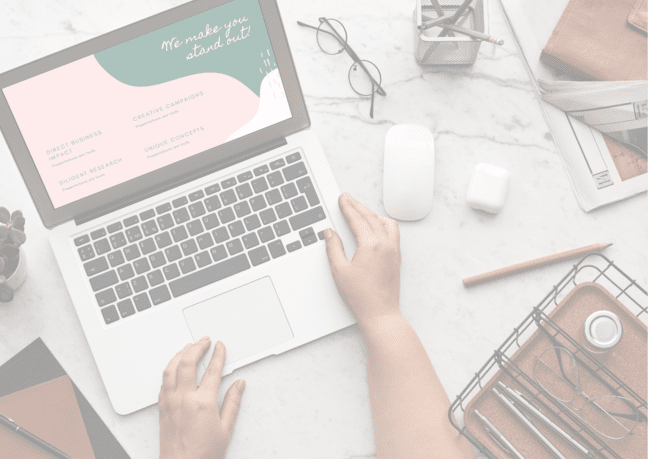 We make you
stand out!
DIRECT BUSINESS
IMPACT
CREATIVE CAMPAIGNS
DILIGENT RESEARCH
UNIQUE CONCEPTS